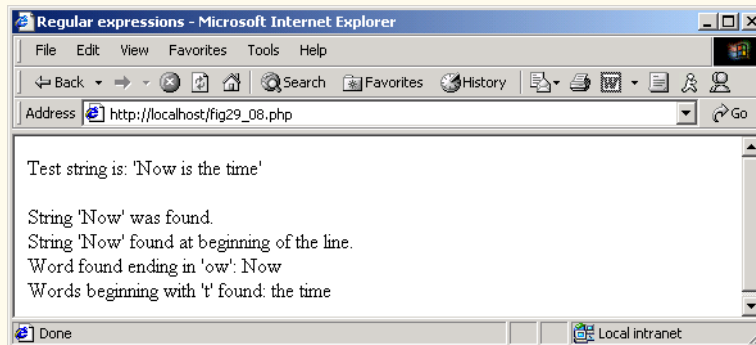 Regular expressions - Microsoft Internet Explorer
File Edit View Favorites Tools Help
Back Search Favorites History
Address http://localhost/fig29_08.php Go
Test string is: 'Now is the time'
String 'Now' was found.
String 'Now' found at beginning of the line.
Word found ending in 'ow': Now
Words beginning with 't' found: the time
Done Local intranet